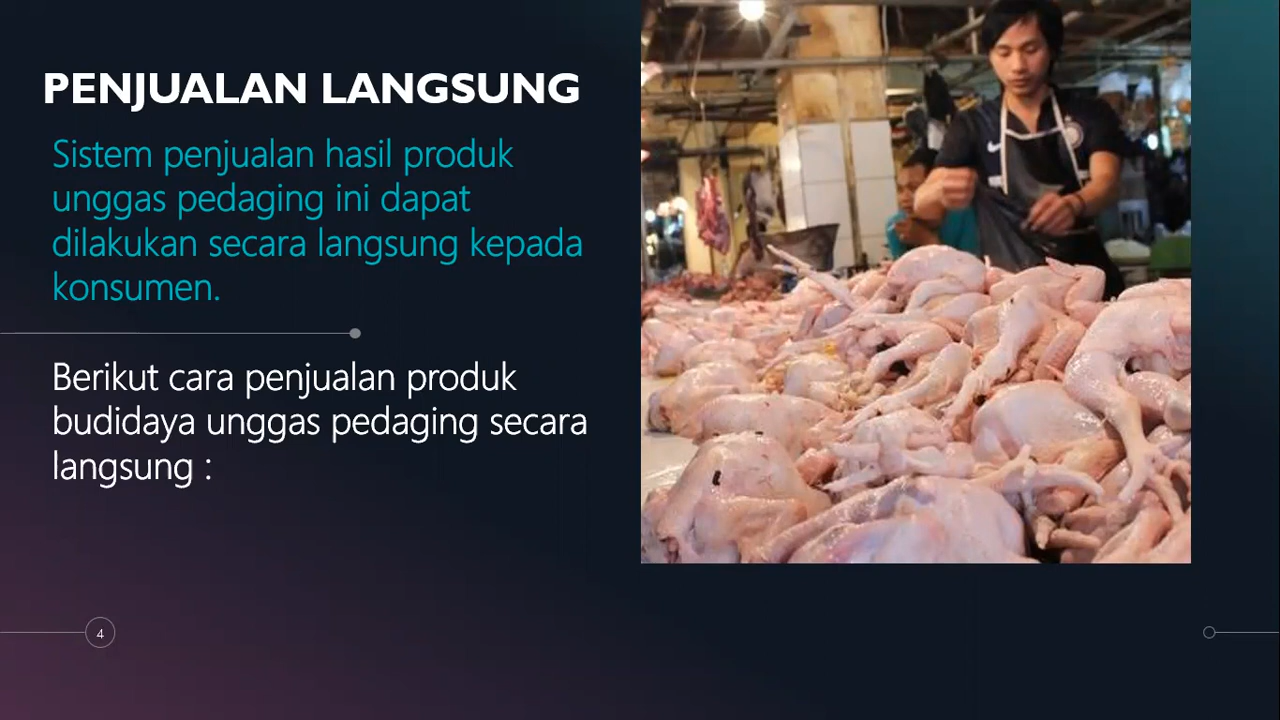 PENJUALAN LANGSUNG
Sistem penjualan hasil produk
unggas pedaging ini dapat
dilakukan secara langsung kepada
konsumen.
Berikut cara penjualan produk
budidaya unggas pedaging secara
langsung :
4